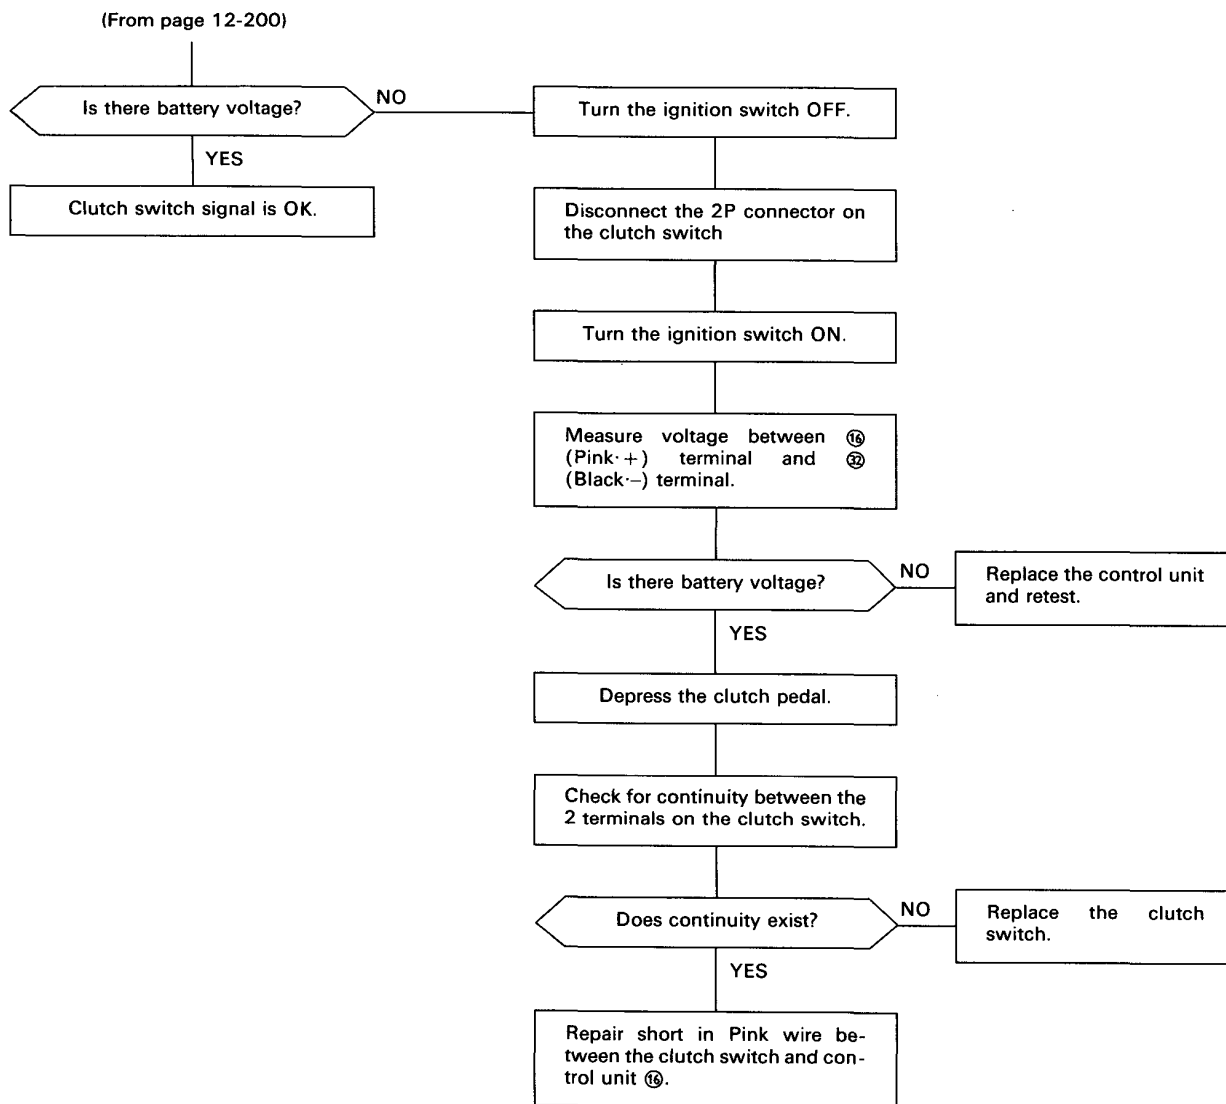 (From page 12-200)
Is there battery voltage?
NO
Turn the ignition switch OFF.
YES
Clutch switch signal is OK.
Disconnect the 2P connector on
the clutch switch
Turn the ignition switch ON.
Measure voltage between ⑯
(Pink·+) terminal and ㉜
(Black·−) terminal.
Is there battery voltage?
NO
Replace the control unit
and retest.
YES
Depress the clutch pedal.
Check for continuity between the
2 terminals on the clutch switch.
Does continuity exist?
NO
Replace the clutch
switch.
YES
Repair short in Pink wire be-
tween the clutch switch and con-
trol unit ⑯.